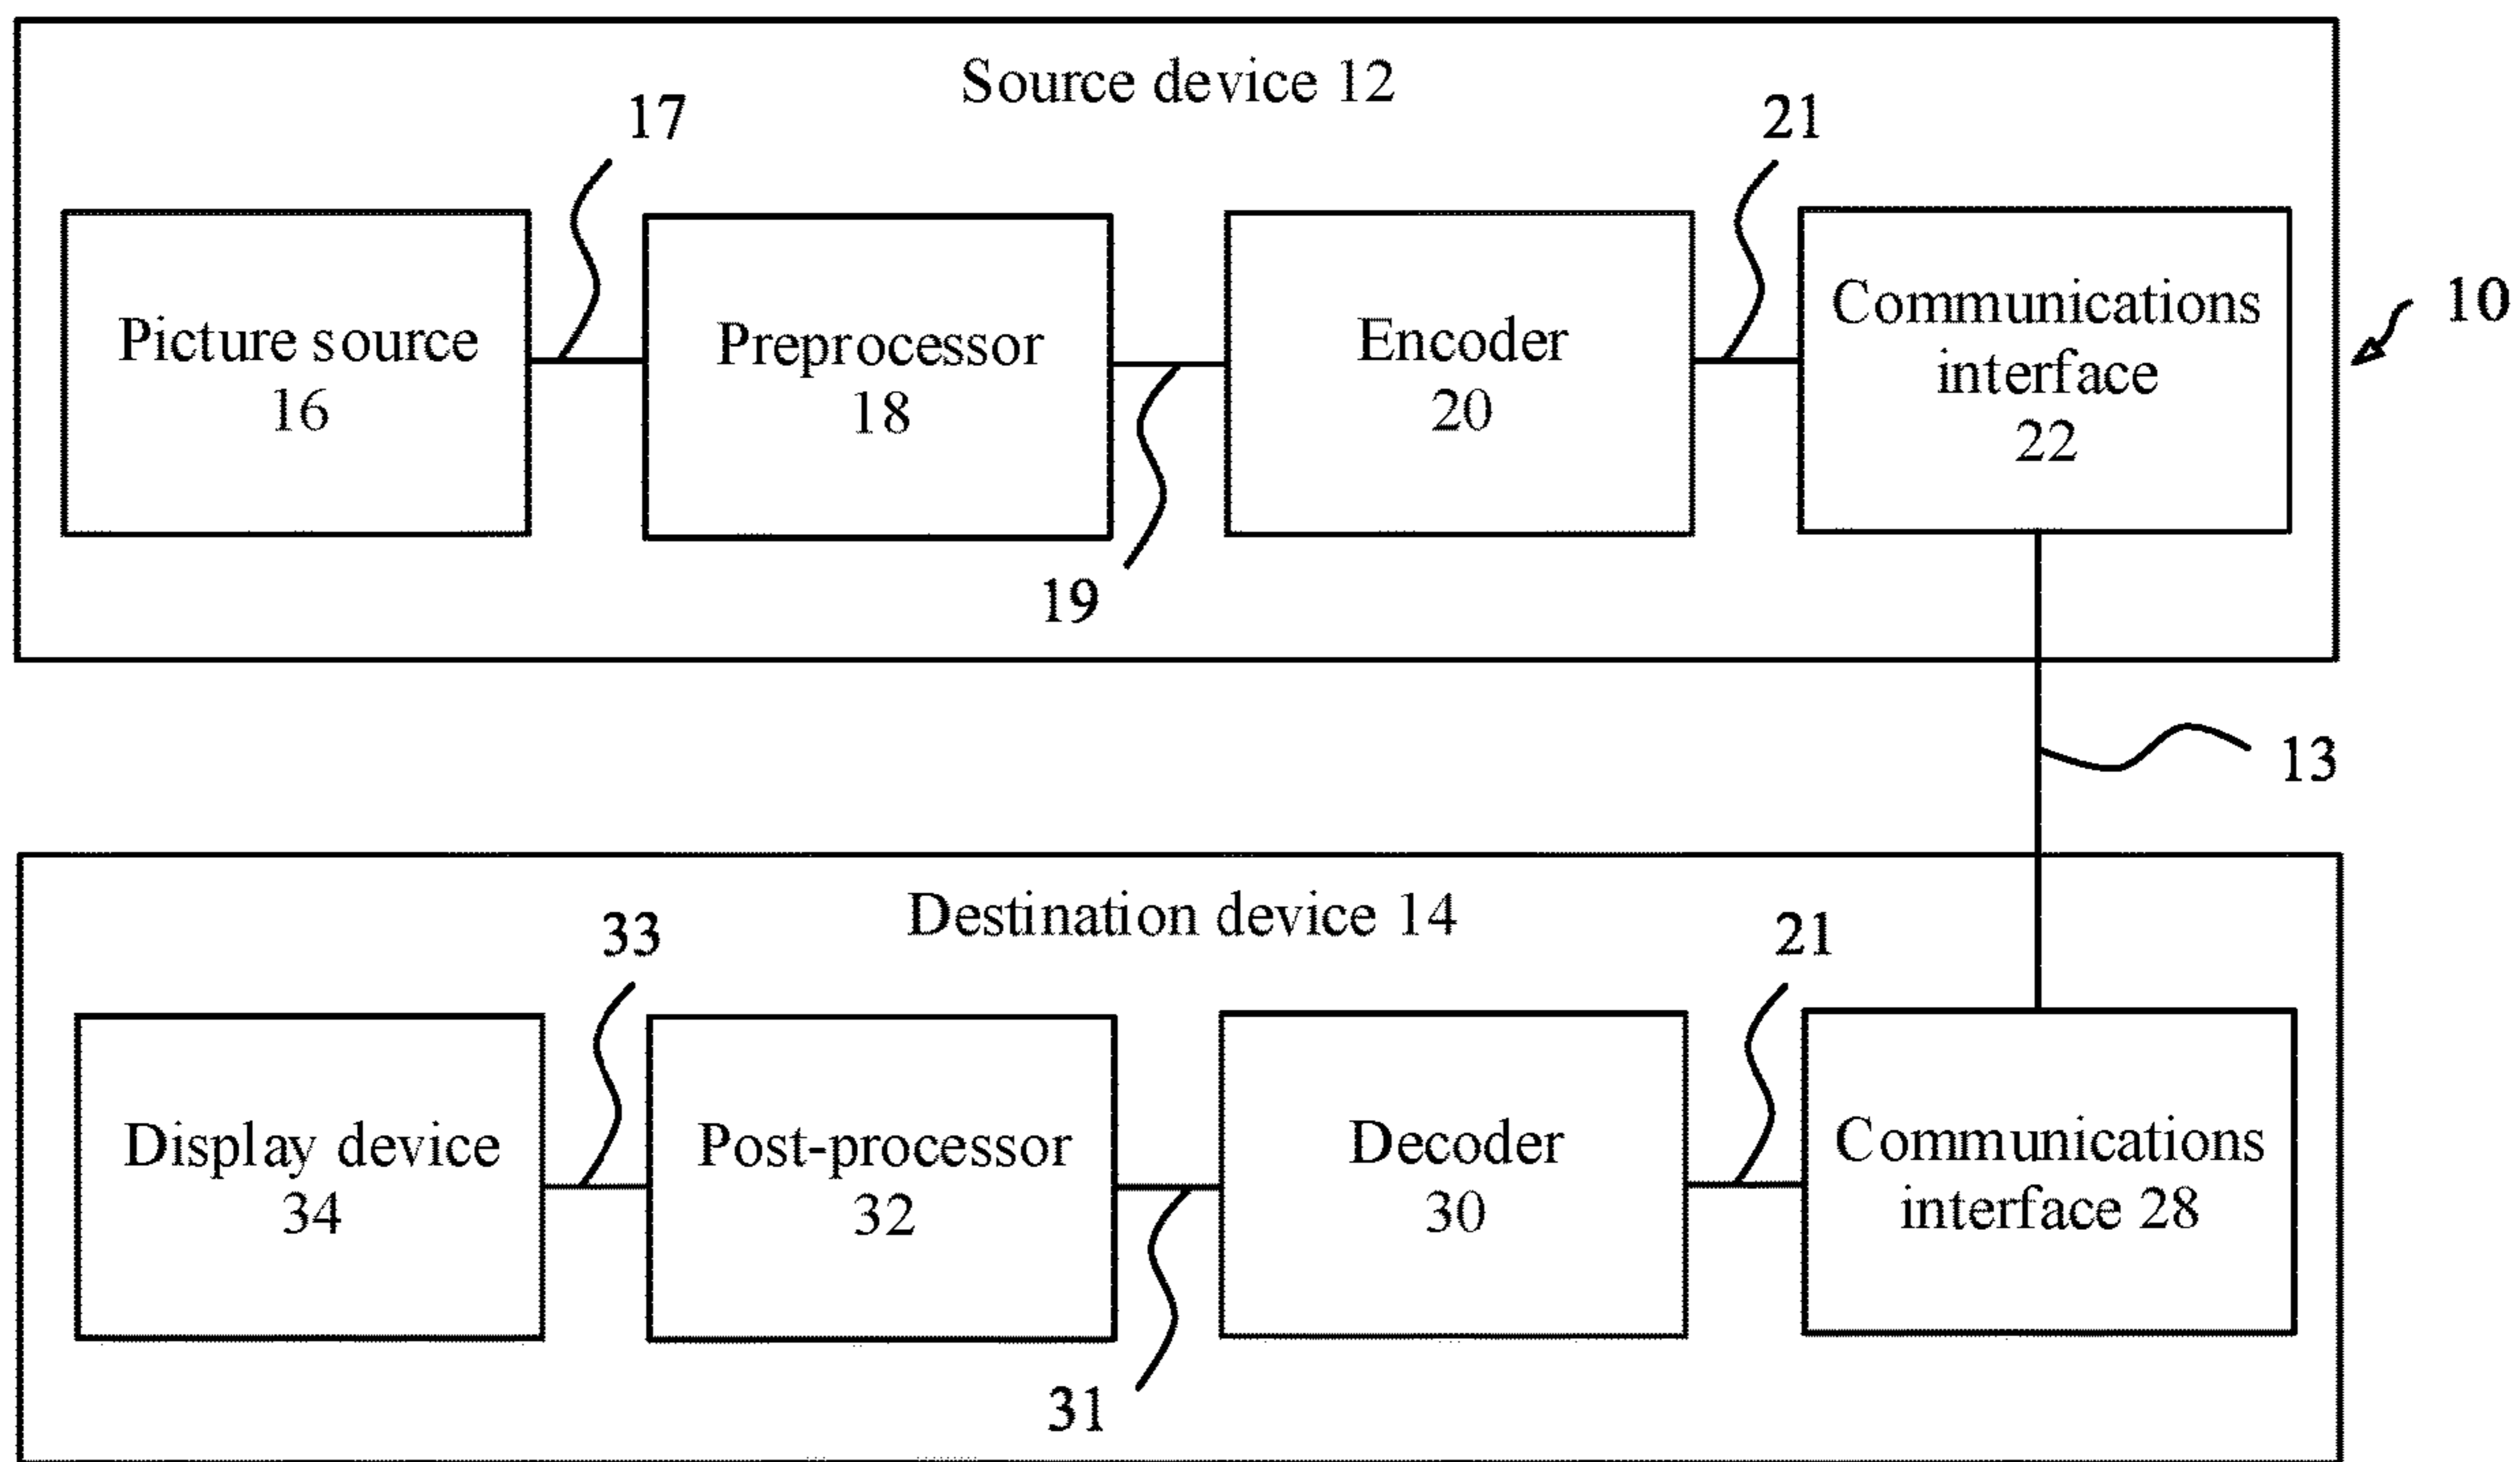 Source device 12
17
21
Picture source
16
Preprocessor
18
Encoder
20
Communications
interface
22
10
19
13
Destination device 14
33
21
Display device
34
Post-processor
32
Decoder
30
Communications
interface 28
31